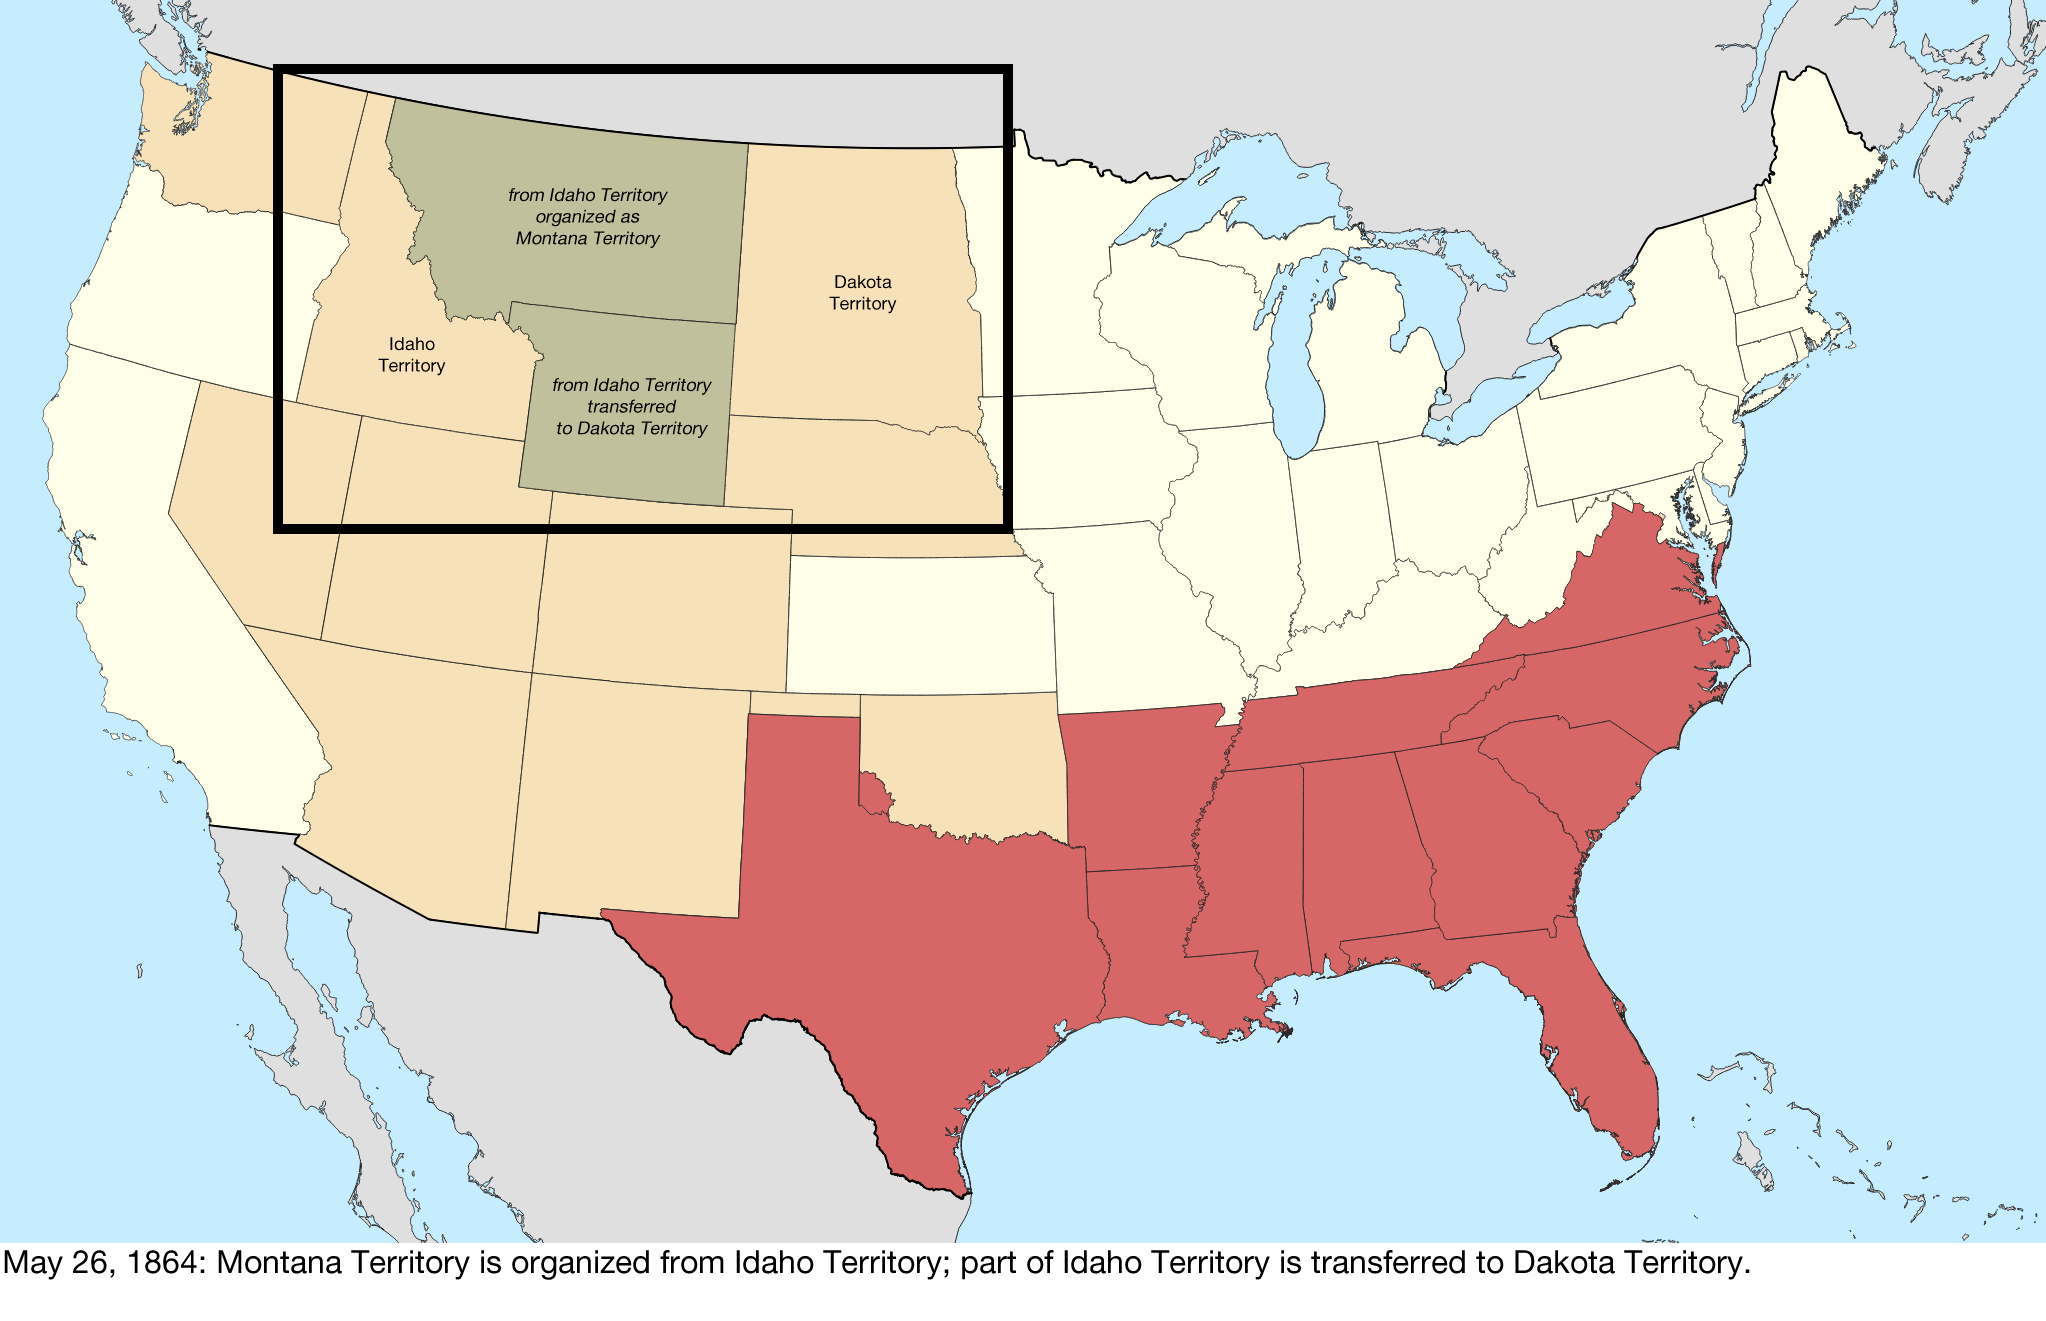 from Idaho Territory
organized as
Montana Territory
Dakota
Territory
Idaho
Territory
from Idaho Territory
transferred
to Dakota Territory
May 26, 1864: Montana Territory is organized from Idaho Territory; part of Idaho Territory is transferred to Dakota Territory.